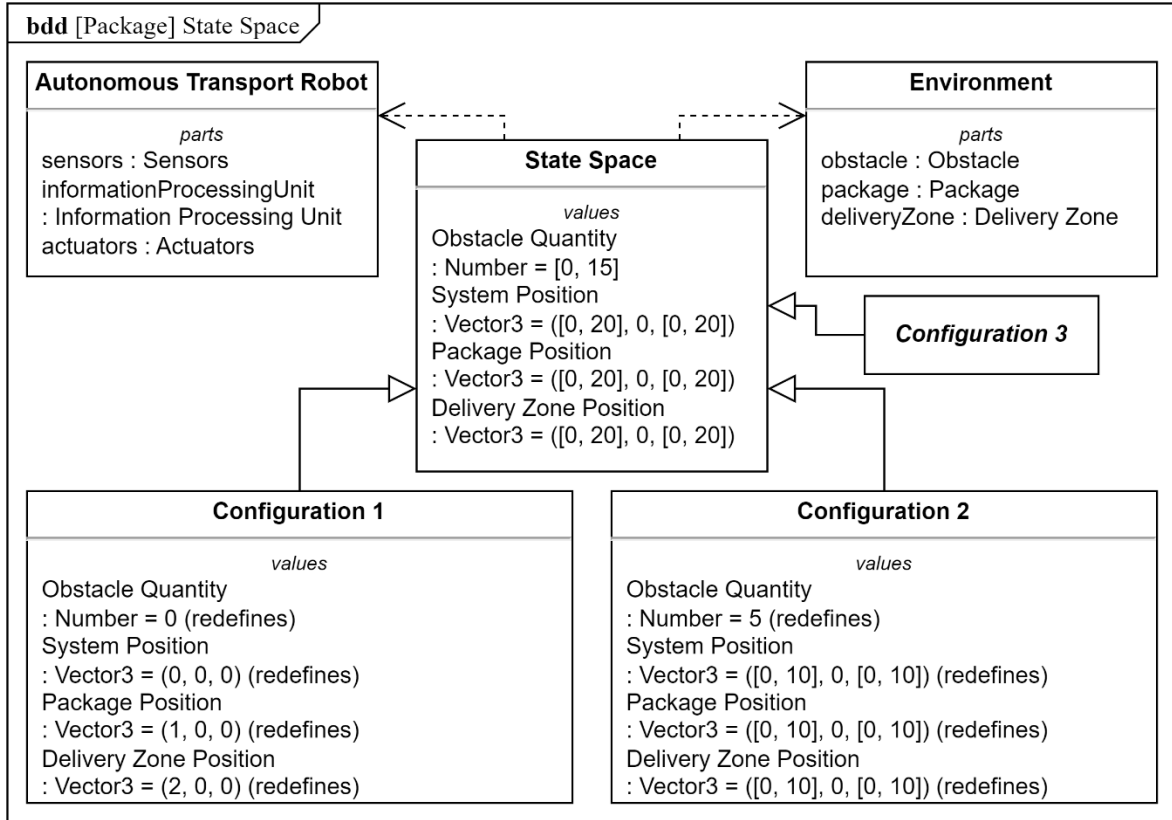 bdd [Package] State Space
Autonomous Transport Robot
parts
sensors : Sensors
informationProcessingUnit
: Information Processing Unit
actuators : Actuators
Environment
parts
obstacle : Obstacle
package : Package
deliveryZone : Delivery Zone
State Space
values
Obstacle Quantity
: Number = [0, 15]
System Position
: Vector3 = ([0, 20], 0, [0, 20])
Package Position
: Vector3 = ([0, 20], 0, [0, 20])
Delivery Zone Position
: Vector3 = ([0, 20], 0, [0, 20])
Configuration 3
Configuration 1
values
Obstacle Quantity
: Number = 0 (redefines)
System Position
: Vector3 = (0, 0, 0) (redefines)
Package Position
: Vector3 = (1, 0, 0) (redefines)
Delivery Zone Position
: Vector3 = (2, 0, 0) (redefines)
Configuration 2
values
Obstacle Quantity
: Number = 5 (redefines)
System Position
: Vector3 = ([0, 10], 0, [0, 10]) (redefines)
Package Position
: Vector3 = ([0, 10], 0, [0, 10]) (redefines)
Delivery Zone Position
: Vector3 = ([0, 10], 0, [0, 10]) (redefines)